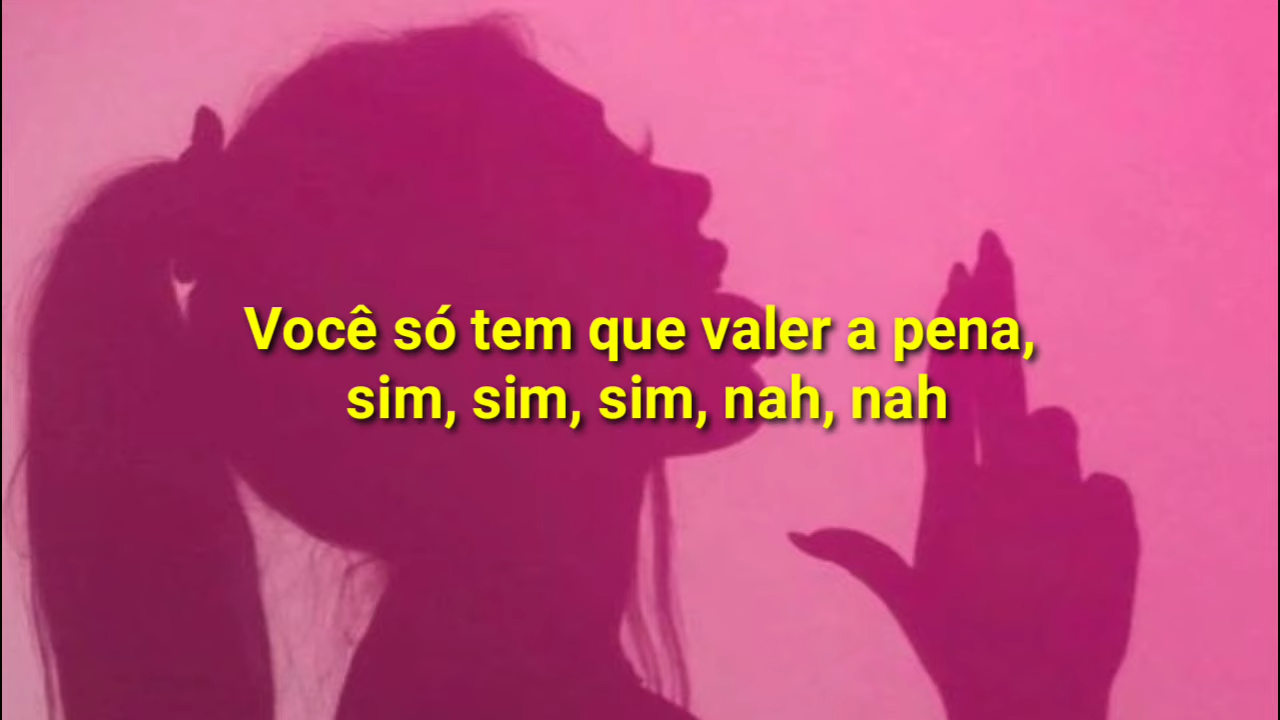 Você só tem que valer a pena,
sim, sim, sim, nah, nah